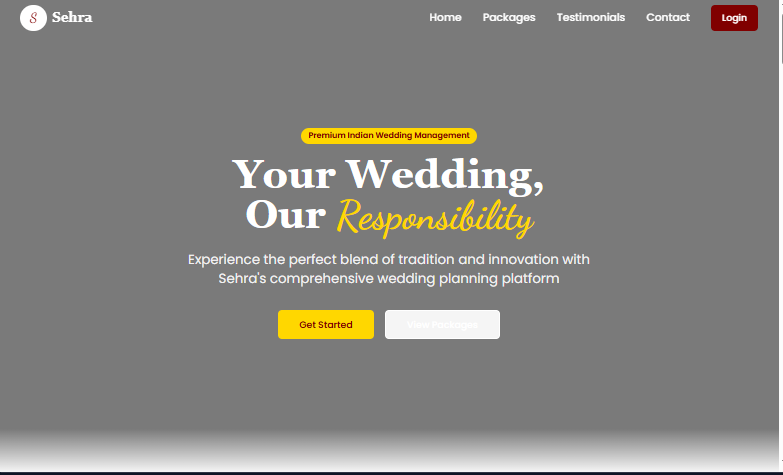 S Sehra
Home Packages Testimonials Contact Login
Premium Indian Wedding Management
Your Wedding,
Our Responsibility
Experience the perfect blend of tradition and innovation with
Sehra's comprehensive wedding planning platform
Get Started View Packages